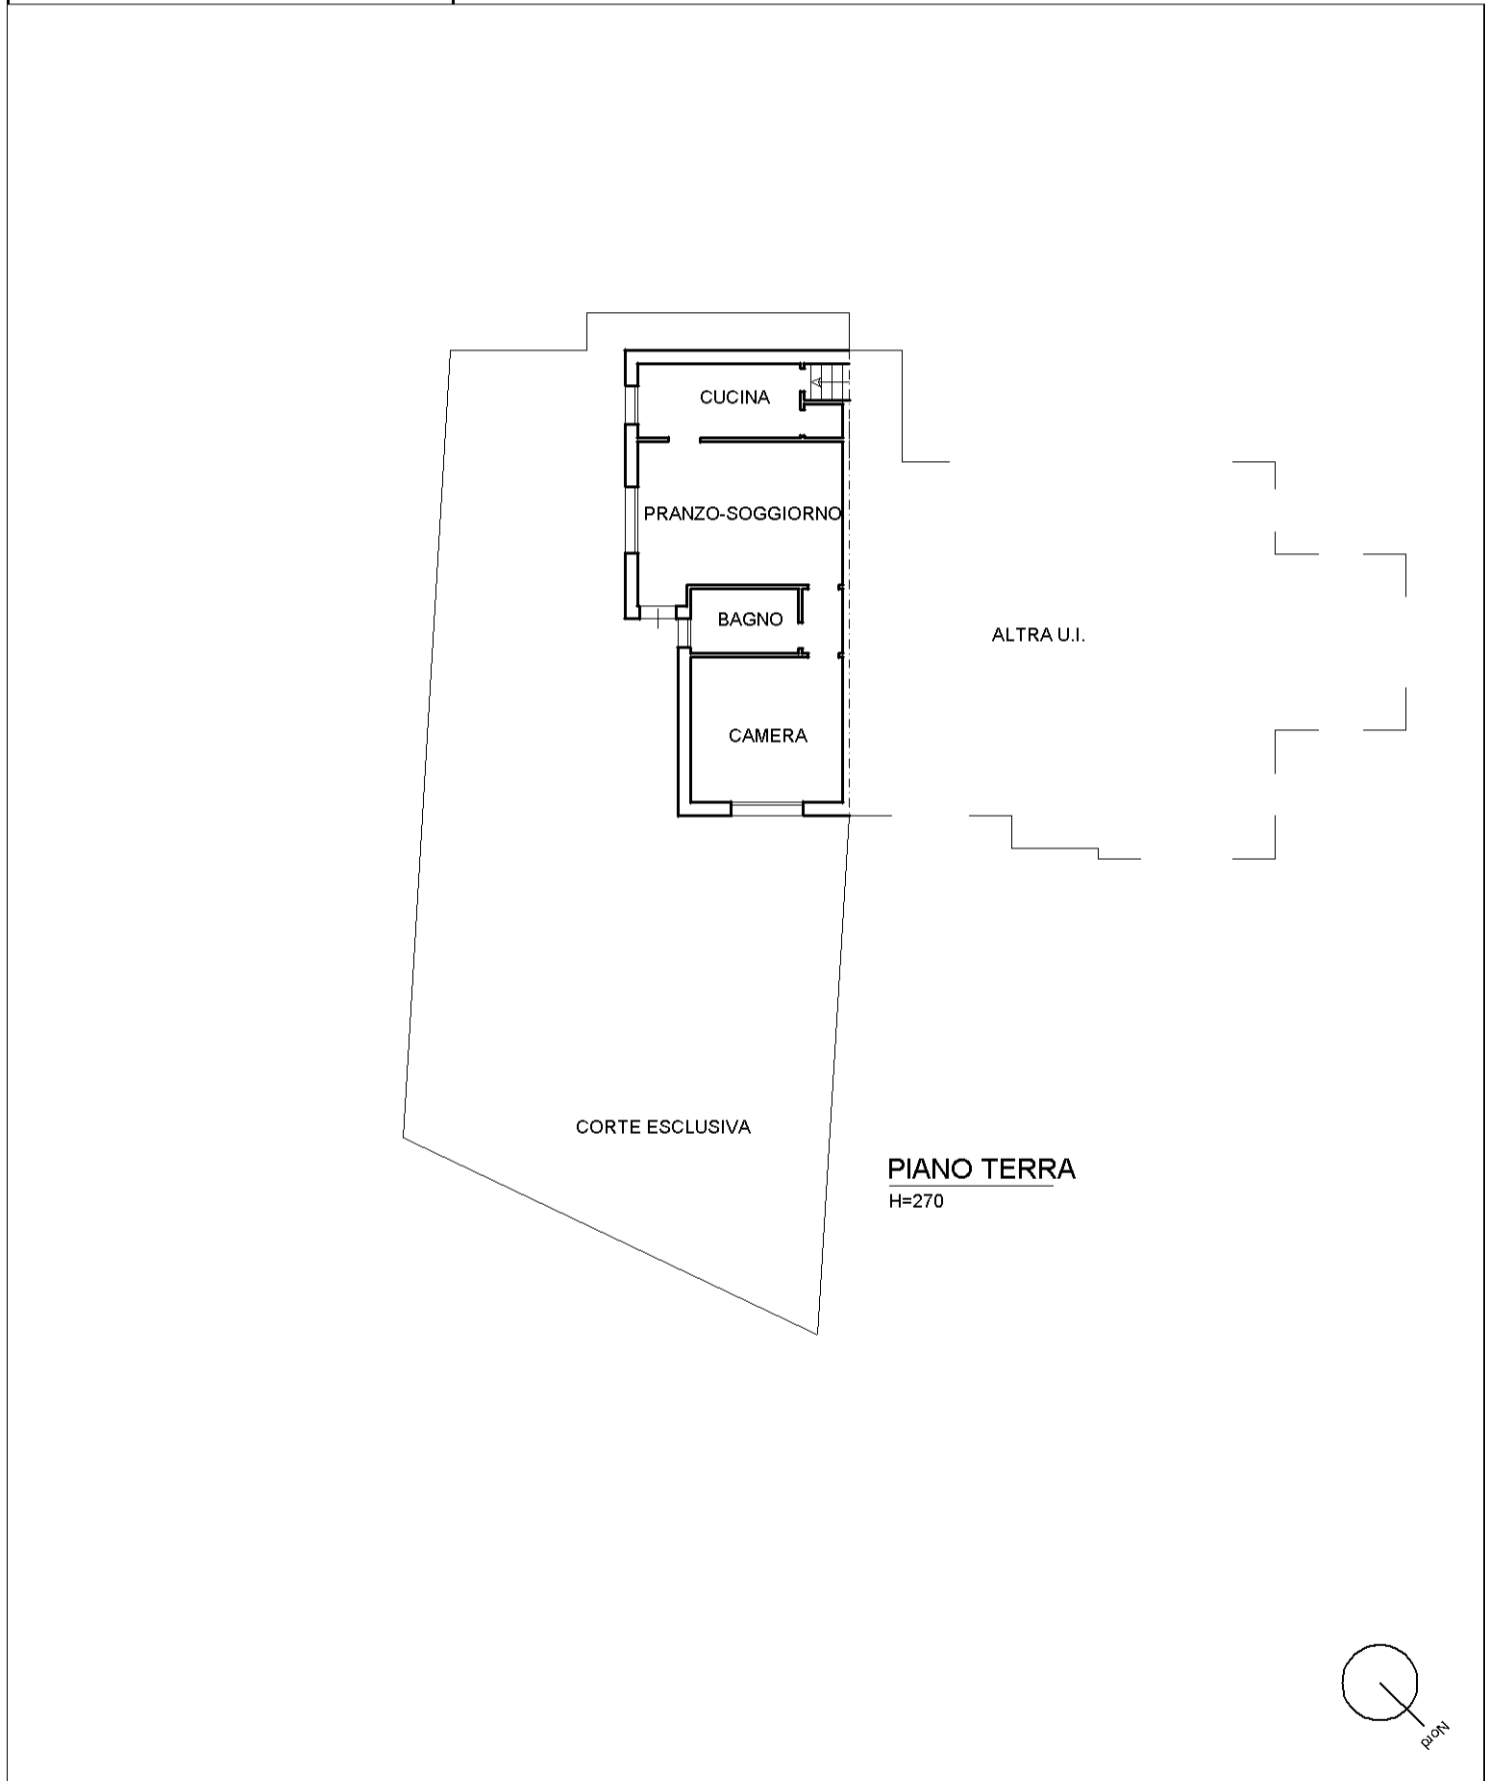 CUCINA
PRANZO-SOGGIORNO
BAGNO
ALTRA U.I.
CAMERA
CORTE ESCLUSIVA
PIANO TERRA
H=270
Nord